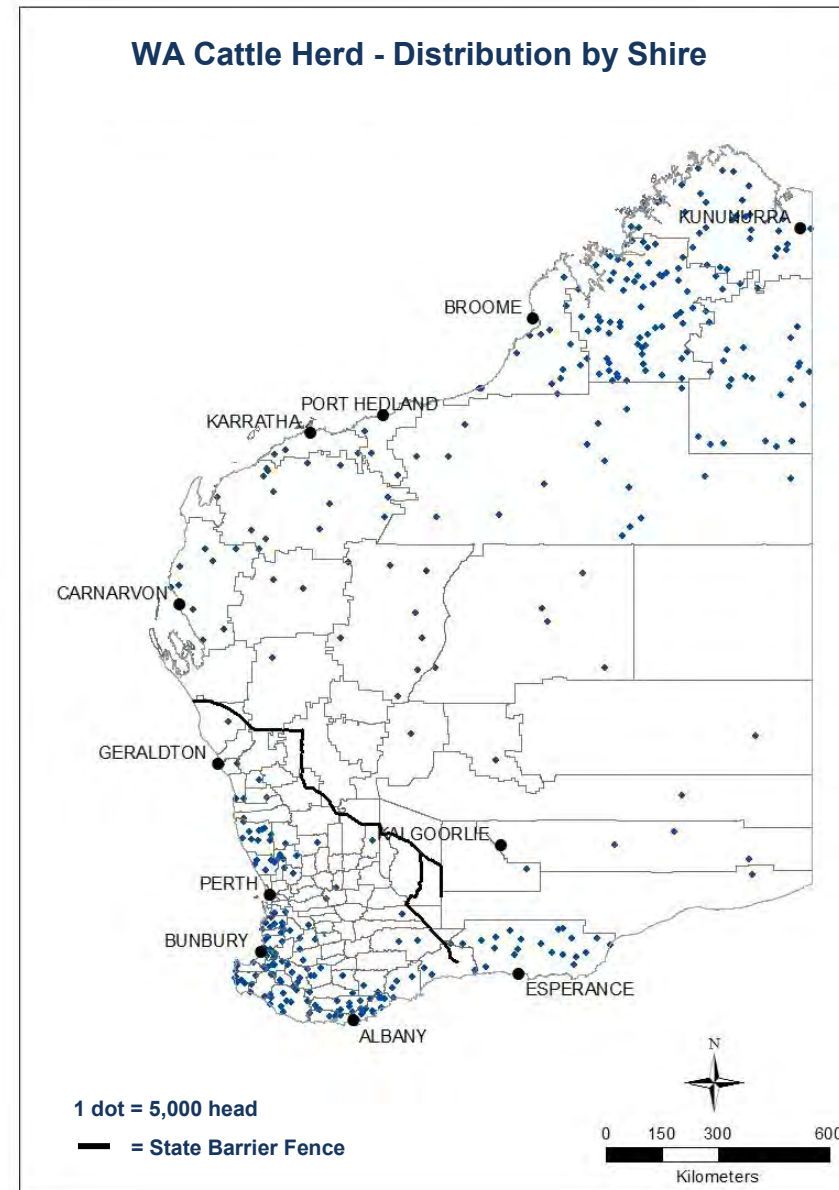 WA Cattle Herd - Distribution by Shire
KUNUNURRA
BROOME
PORT HEDLAND
KARRATHA
CARNARVON
GERALDTON
KALGOORLIE
PERTH
BUNBURY
ESPERANCE
ALBANY
N
1 dot = 5,000 head
= State Barrier Fence
0 150 300 600
Kilometers